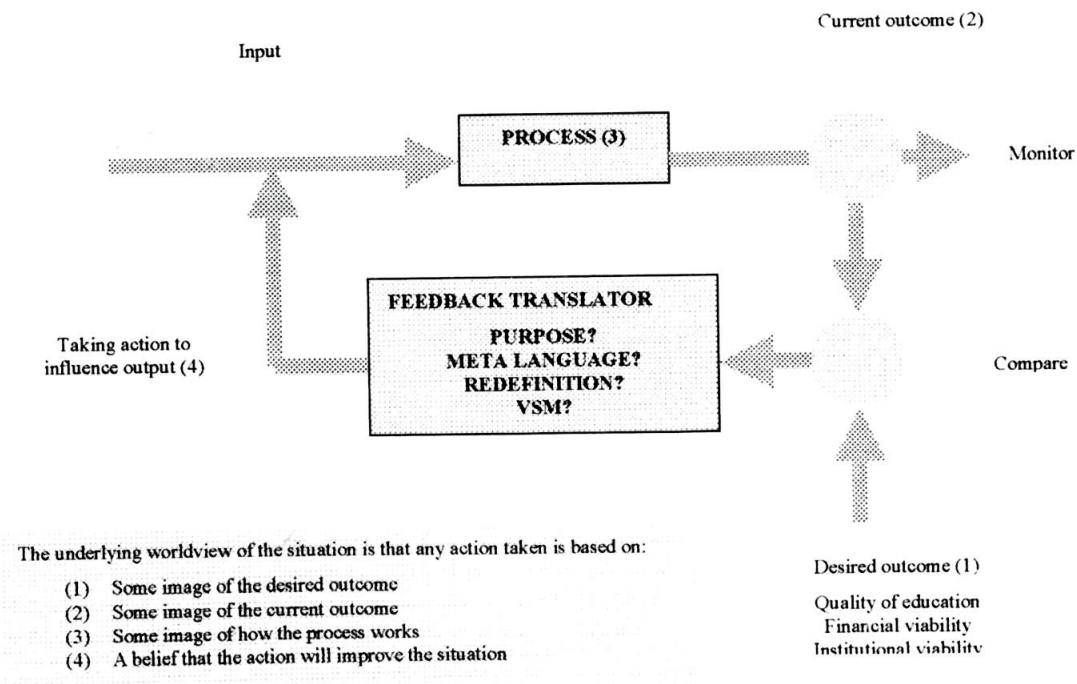 Current outcome (2)
Input
PROCESS (3)
Monitor
FEEDBACK TRANSLATOR
PURPOSE?
META LANGUAGE?
REDEFINITION?
VSM?
Taking action to
influence output (4)
Compare
The underlying worldview of the situation is that any action taken is based on:
(1) Some image of the desired outcome
(2) Some image of the current outcome
(3) Some image of how the process works
(4) A belief that the action will improve the situation
Desired outcome (1)
Quality of education
Financial viability
Institutional viability